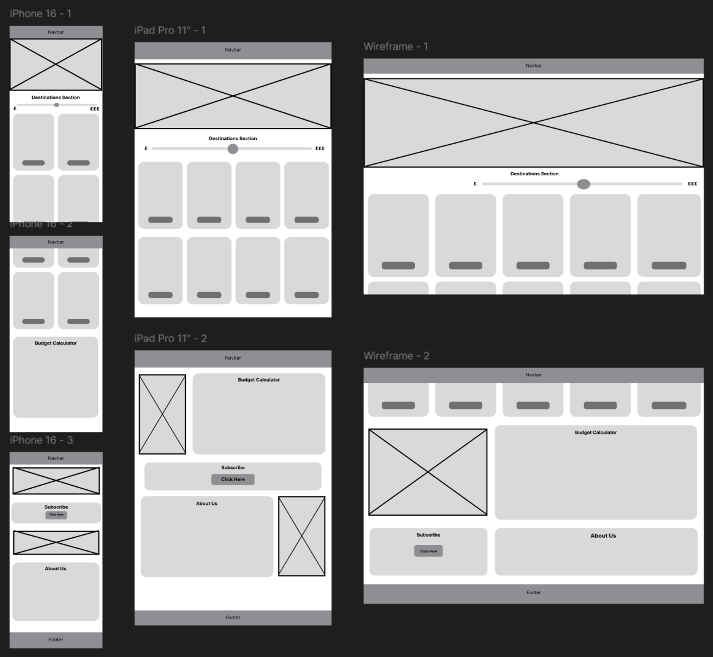 iPhone 16 - 1
Navbar
Destinations Section
£ £££
iPhone 16 - 2
Navbar
Budget Calculator
iPhone 16 - 3
Navbar
Subscribe
Click Here
About Us
Footer
iPad Pro 11" - 1
Navbar
Destinations Section
£ £££
iPad Pro 11" - 2
Navbar
Budget Calculator
Subscribe
Click Here
About Us
Footer
Wireframe - 1
Navbar
Destinations Section
£ £££
Wireframe - 2
Navbar
Budget Calculator
Subscribe
Click Here
About Us
Footer